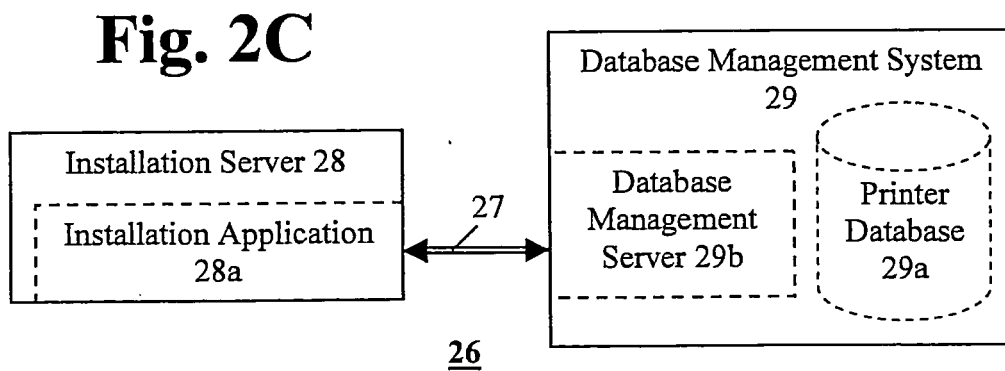 Fig. 2C
Database Management System
29
Installation Server 28
Installation Application
28a
27
Database
Management
Server 29b
Printer
Database
29a
26